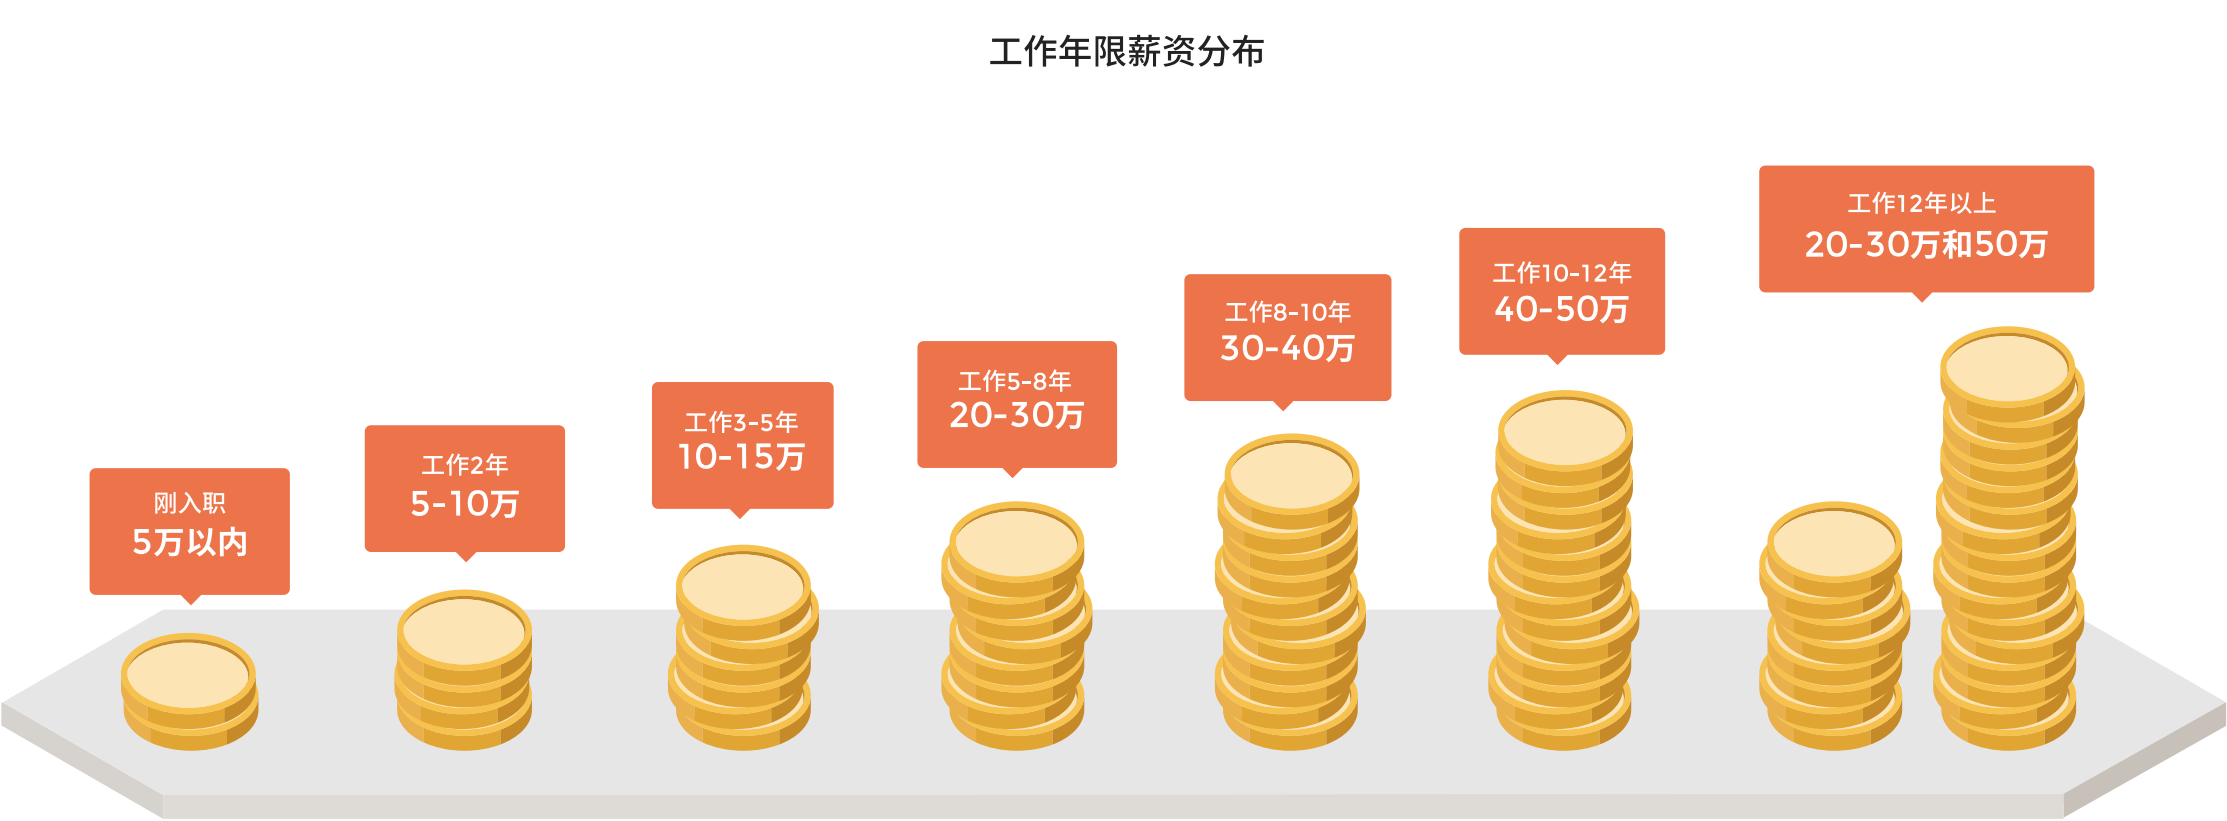 工作年限薪资分布
刚入职
5万以内
工作2年
5-10万
工作3-5年
10-15万
工作5-8年
20-30万
工作8-10年
30-40万
工作10-12年
40-50万
工作12年以上
20-30万和50万